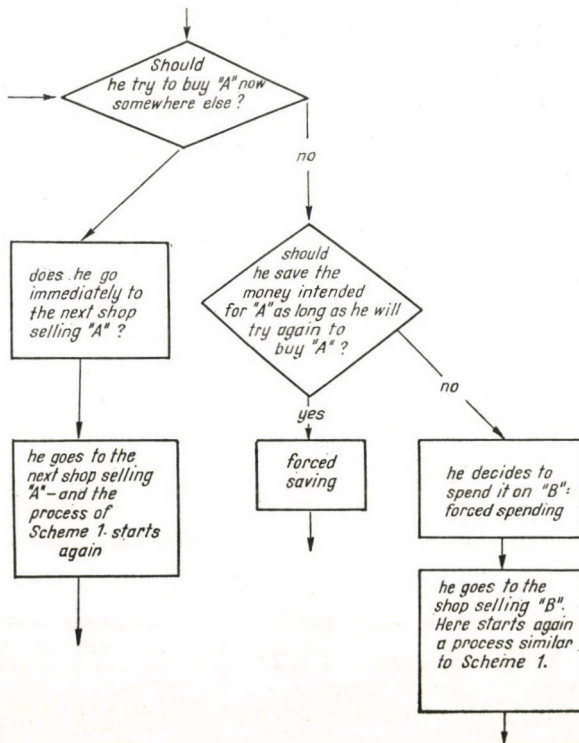 Should
he try to buy "A" now
somewhere else?
no
does he go
immediately to
the next shop
selling "A" ?
should
he save the
money intended
for "A" as long as he will
try again to
buy "A" ?
no
yes
he goes to the
next shop selling
"A" – and the
process of
Scheme 1. starts
again
forced
saving
he decides to
spend it on "B":
forced spending
he goes to the
shop selling "B".
Here starts again
a process similar
to Scheme 1.